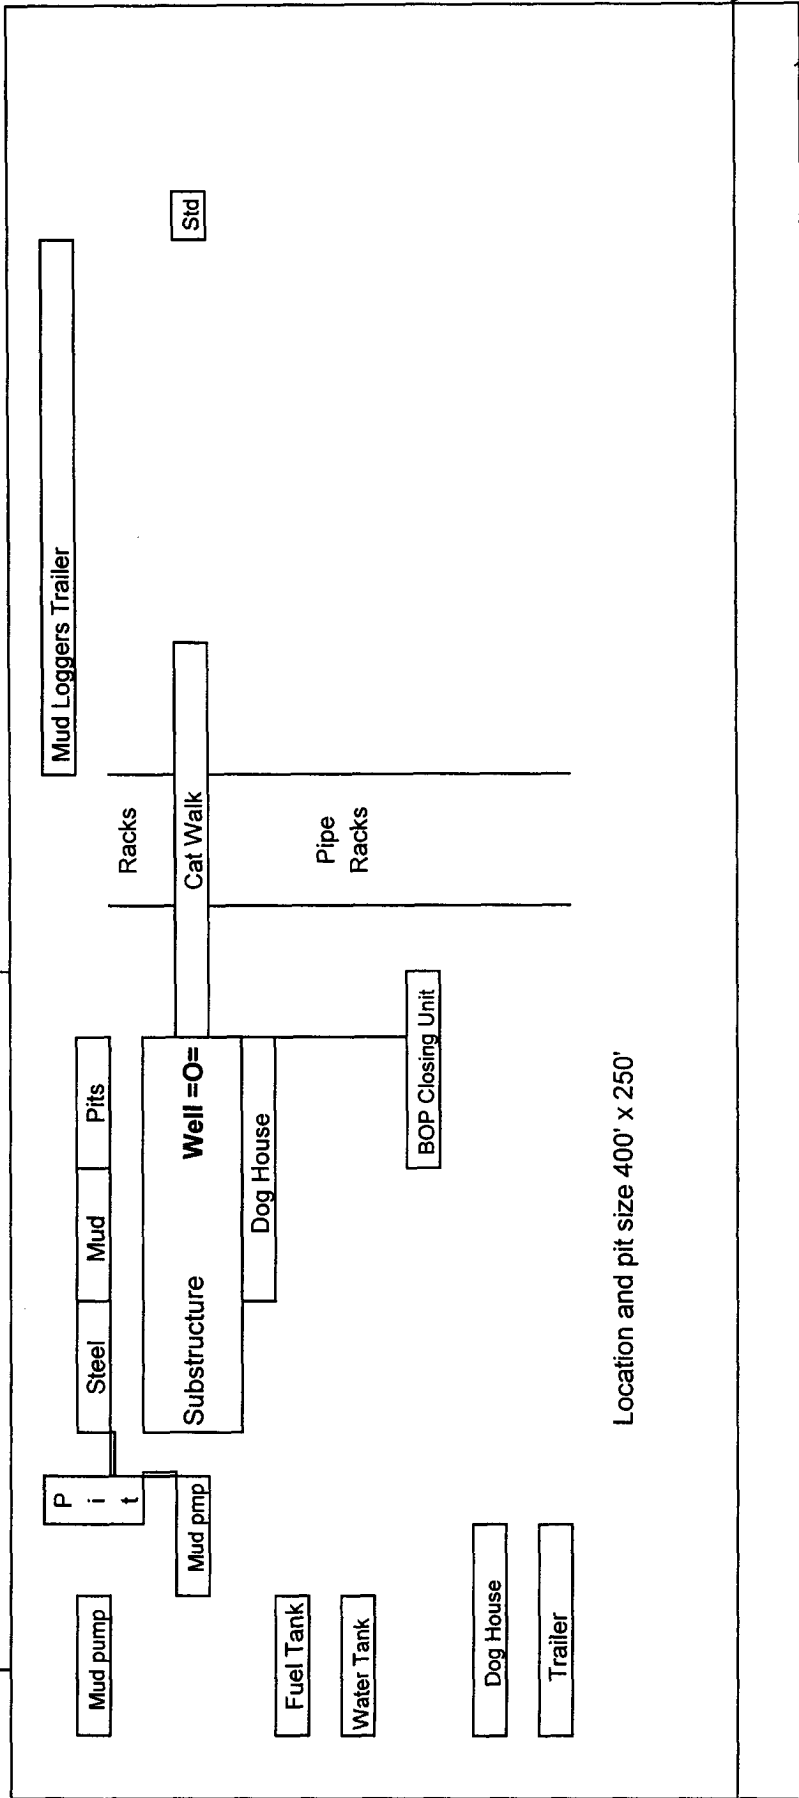 Mud Loggers Trailer
Std
Racks
Cat Walk
Pipe
Racks
Steel
Mud
Pits
P
i
t
Mud pump
Mud pmp
Substructure
Well =O=
Dog House
BOP Closing Unit
Fuel Tank
Water Tank
Dog House
Trailer
Location and pit size 400' x 250'